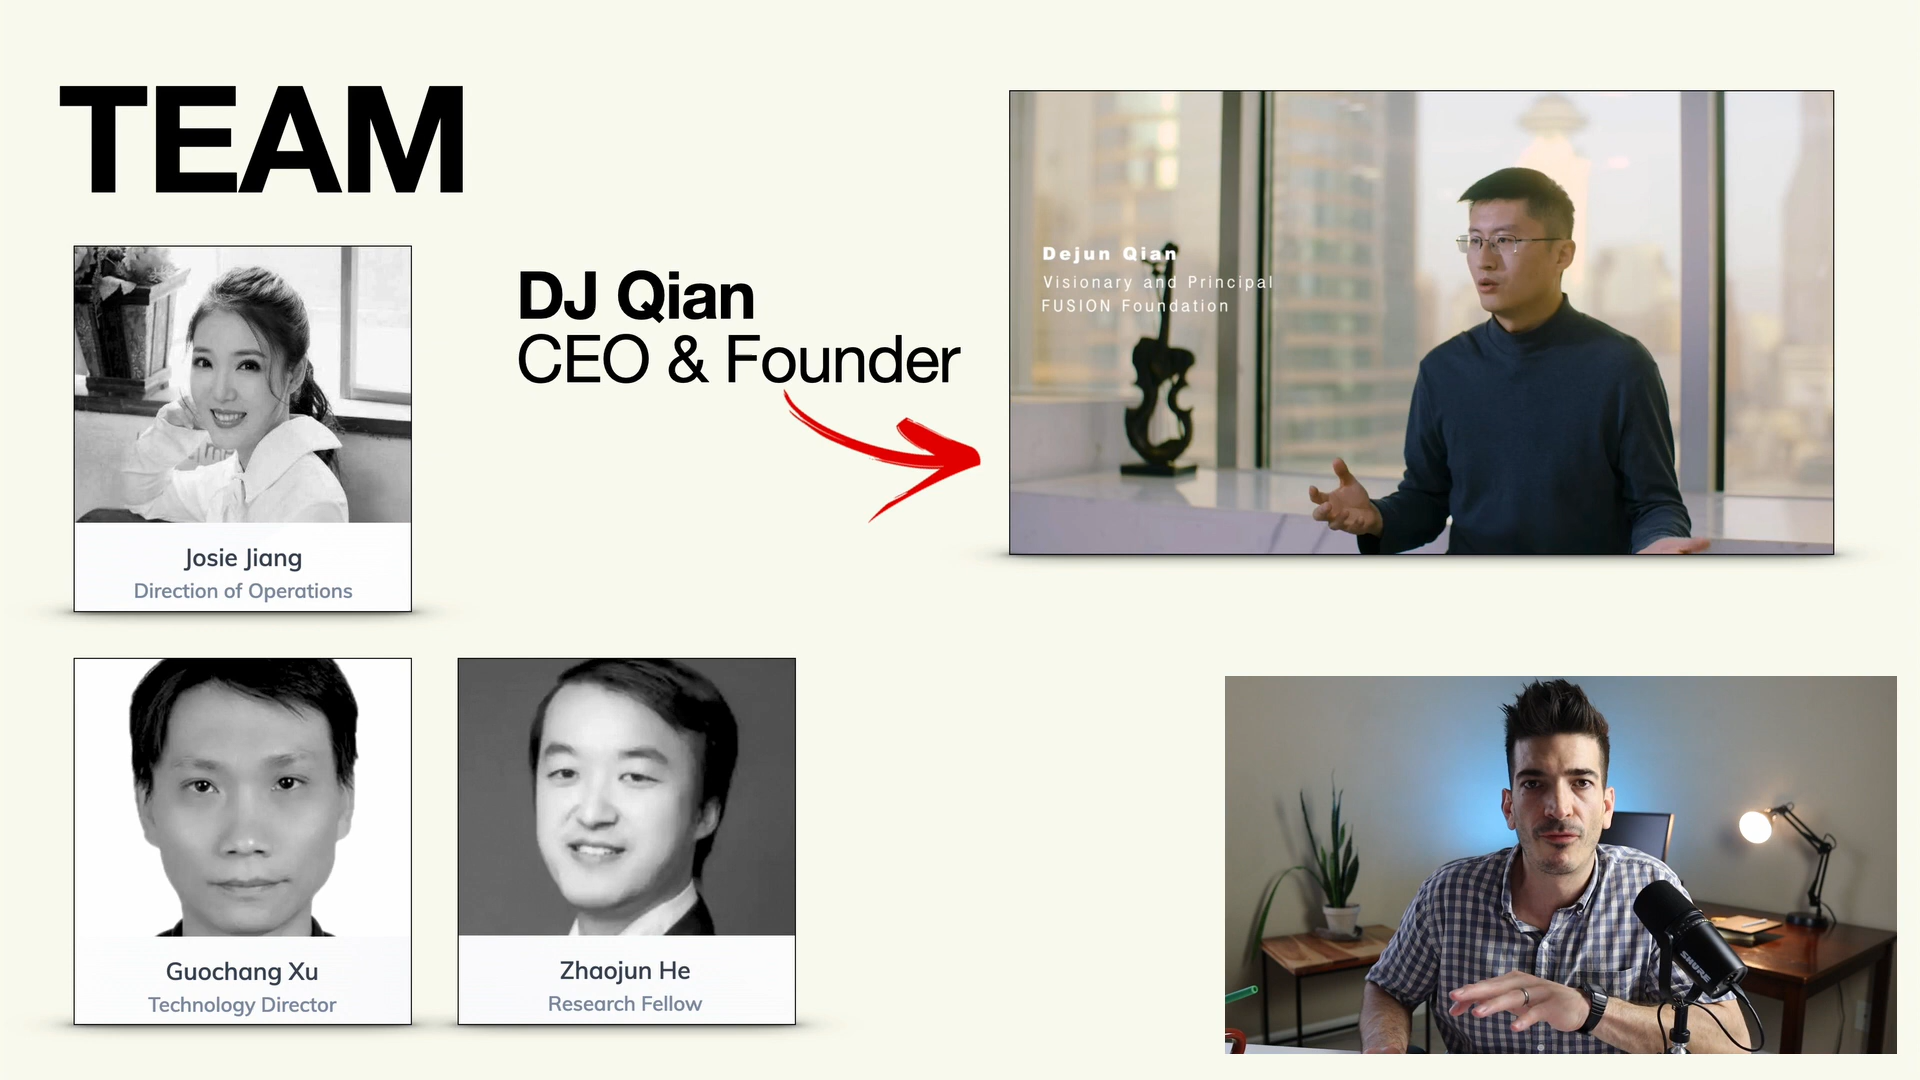 TEAM
Josie Jiang
Direction of Operations
DJ Qian
CEO & Founder
Dejun Qian
Visionary and Principal
FUSION Foundation
Guochang Xu
Technology Director
Zhaojun He
Research Fellow
SHURE